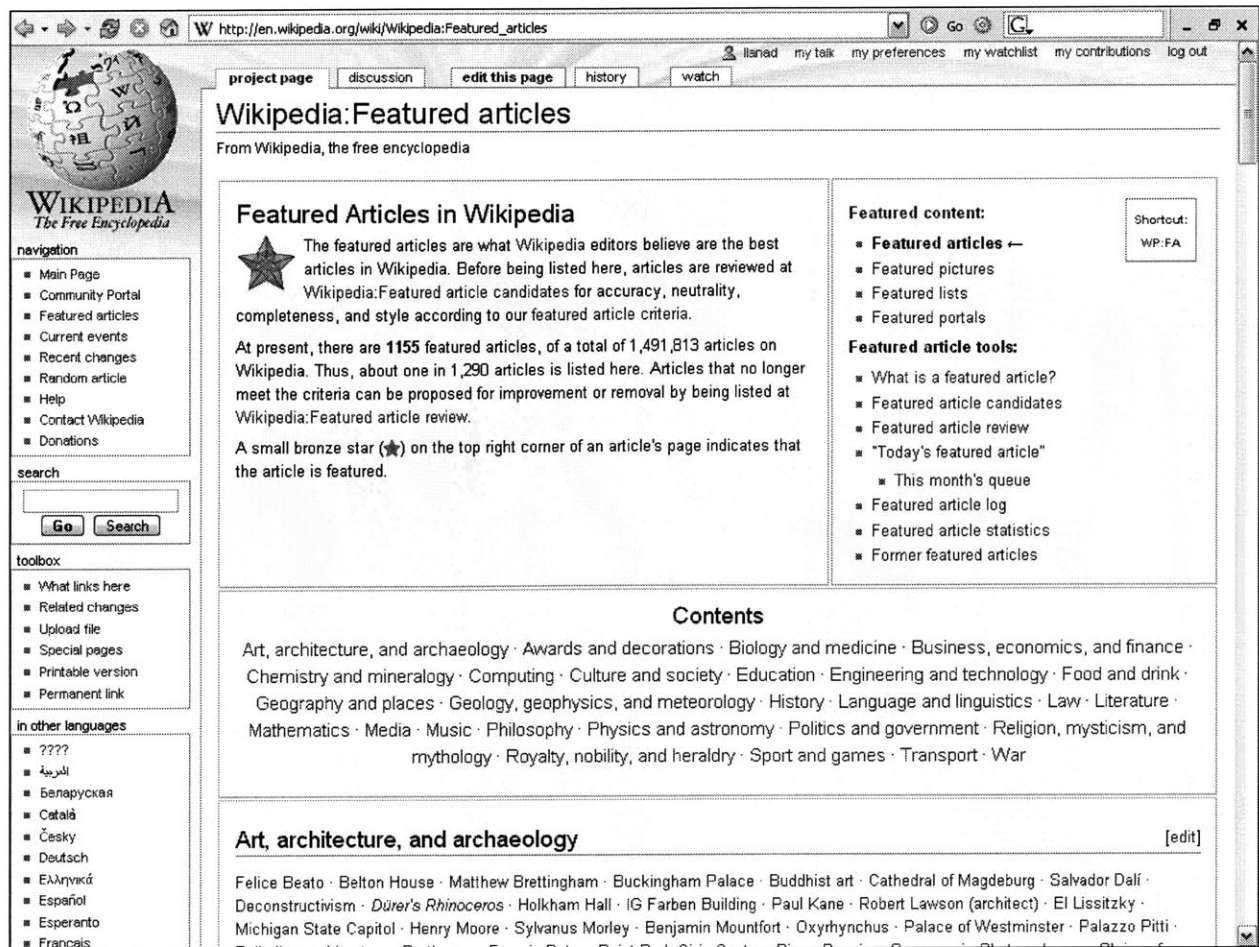 W http://en.wikipedia.org/wiki/Wikipedia:Featured_articles Go G
llanad my talk my preferences my watchlist my contributions log out
project page discussion edit this page history watch
Wikipedia:Featured articles
From Wikipedia, the free encyclopedia
WIKIPEDIA
The Free Encyclopedia
navigation
Main Page
Community Portal
Featured articles
Current events
Recent changes
Random article
Help
Contact Wikipedia
Donations
search
Go Search
toolbox
What links here
Related changes
Upload file
Special pages
Printable version
Permanent link
in other languages
????
العربية
Беларуская
Català
Česky
Deutsch
Ελληνικά
Español
Esperanto
Français
Featured Articles in Wikipedia
The featured articles are what Wikipedia editors believe are the best
articles in Wikipedia. Before being listed here, articles are reviewed at
Wikipedia:Featured article candidates for accuracy, neutrality,
completeness, and style according to our featured article criteria.
At present, there are 1155 featured articles, of a total of 1,491,813 articles on
Wikipedia. Thus, about one in 1,290 articles is listed here. Articles that no longer
meet the criteria can be proposed for improvement or removal by being listed at
Wikipedia:Featured article review.
A small bronze star (★) on the top right corner of an article's page indicates that
the article is featured.
Featured content:
Featured articles ←
Featured pictures
Featured lists
Featured portals
Shortcut:
WP:FA
Featured article tools:
What is a featured article?
Featured article candidates
Featured article review
"Today's featured article"
This month's queue
Featured article log
Featured article statistics
Former featured articles
Contents
Art, architecture, and archaeology · Awards and decorations · Biology and medicine · Business, economics, and finance ·
Chemistry and mineralogy · Computing · Culture and society · Education · Engineering and technology · Food and drink ·
Geography and places · Geology, geophysics, and meteorology · History · Language and linguistics · Law · Literature ·
Mathematics · Media · Music · Philosophy · Physics and astronomy · Politics and government · Religion, mysticism, and
mythology · Royalty, nobility, and heraldry · Sport and games · Transport · War
Art, architecture, and archaeology [edit]
Felice Beato · Belton House · Matthew Brettingham · Buckingham Palace · Buddhist art · Cathedral of Magdeburg · Salvador Dalí ·
Deconstructivism · Dürer's Rhinoceros · Holkham Hall · IG Farben Building · Paul Kane · Robert Lawson (architect) · El Lissitzky ·
Michigan State Capitol · Henry Moore · Sylvanus Morley · Benjamin Mountfort · Oxyrhynchus · Palace of Westminster · Palazzo Pitti ·